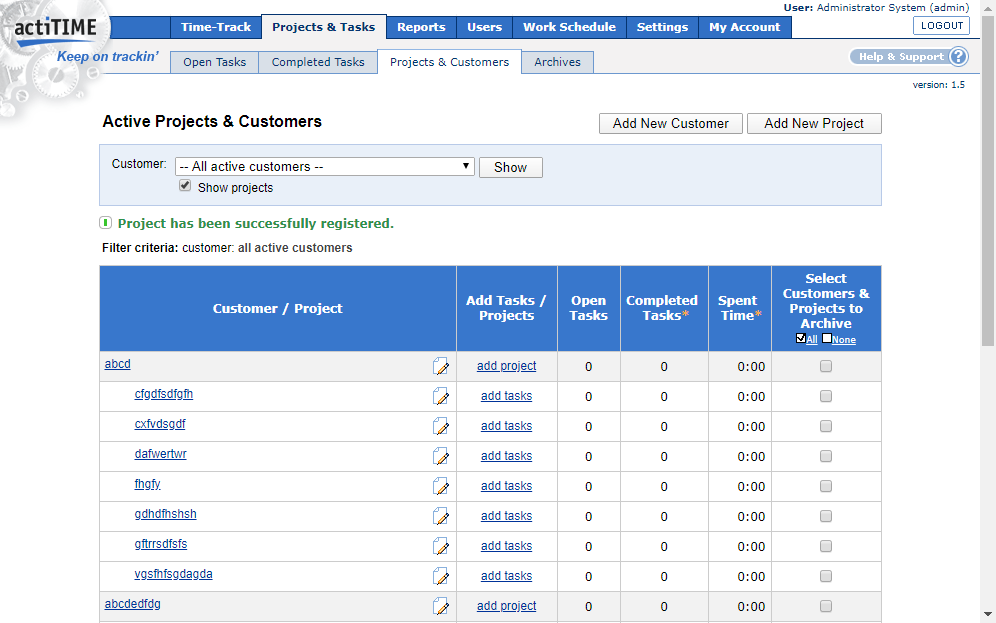 User: Administrator System (admin)
actiTIME
Time-Track Projects & Tasks Reports Users Work Schedule Settings My Account LOGOUT
Keep on trackin'
Open Tasks Completed Tasks Projects & Customers Archives Help & Support ?
version: 1.5
Active Projects & Customers Add New Customer Add New Project
Customer: -- All active customers -- Show
Show projects
Project has been successfully registered.
Filter criteria: customer: all active customers
Customer / Project Add Tasks / Projects Open Tasks Completed Tasks* Spent Time* Select Customers & Projects to Archive All None
abcd add project 0 0 0:00
cfgdfsdfgfh add tasks 0 0 0:00
cxfvdsgdf add tasks 0 0 0:00
dafwertwr add tasks 0 0 0:00
fhgfy add tasks 0 0 0:00
gdhdfhshsh add tasks 0 0 0:00
gftrrsdfsfs add tasks 0 0 0:00
vgsfhfsgdagda add tasks 0 0 0:00
abcdedfdg add project 0 0 0:00